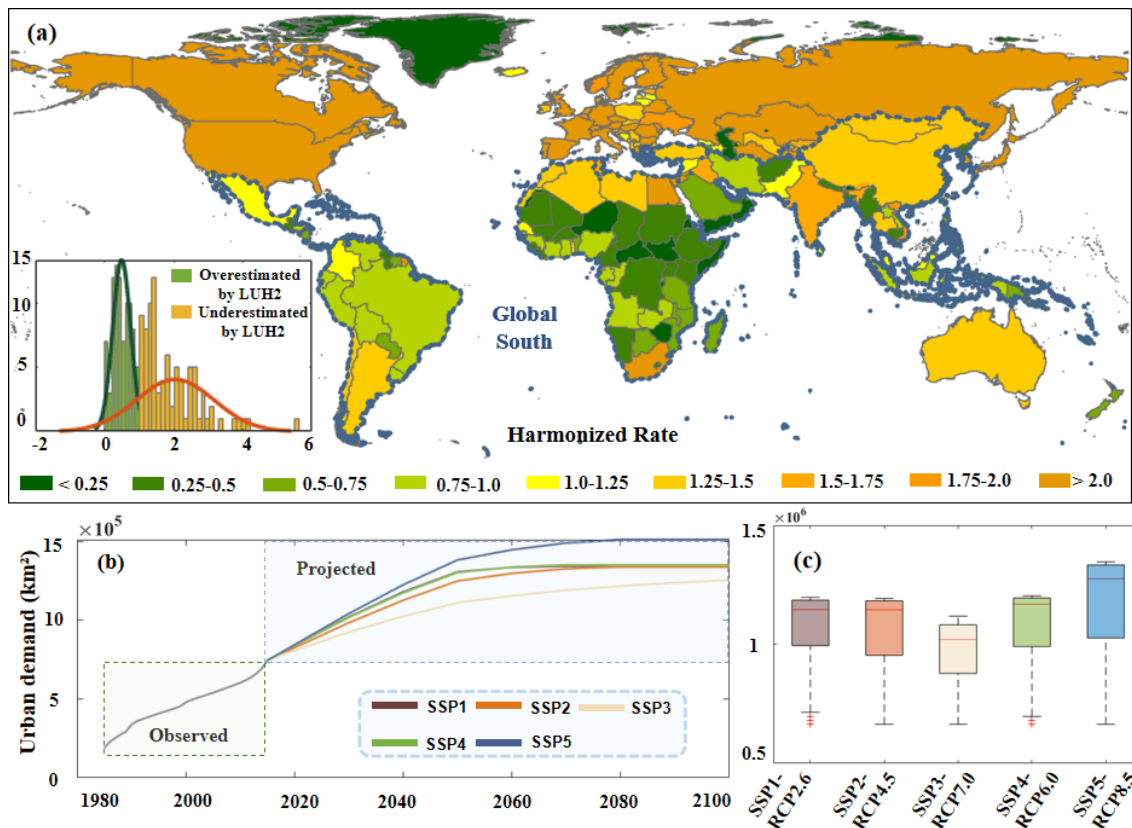 (a)
15
10
5
0
-2 0 2 4 6
Overestimated
by LUH2
Underestimated
by LUH2
Global
South
Harmonized Rate
< 0.25 0.25-0.5 0.5-0.75 0.75-1.0 1.0-1.25 1.25-1.5 1.5-1.75 1.75-2.0 > 2.0
×10⁵
(b)
Urban demand (km²)
15
10
5
0
Projected
Observed
SSP1 SSP2 SSP3
SSP4 SSP5
1980 2000 2020 2040 2060 2080 2100
×10⁶
(c)
1.5
1
0.5
SSP1-
RCP2.6
SSP2-
RCP4.5
SSP3-
RCP7.0
SSP4-
RCP6.0
SSP5-
RCP8.5